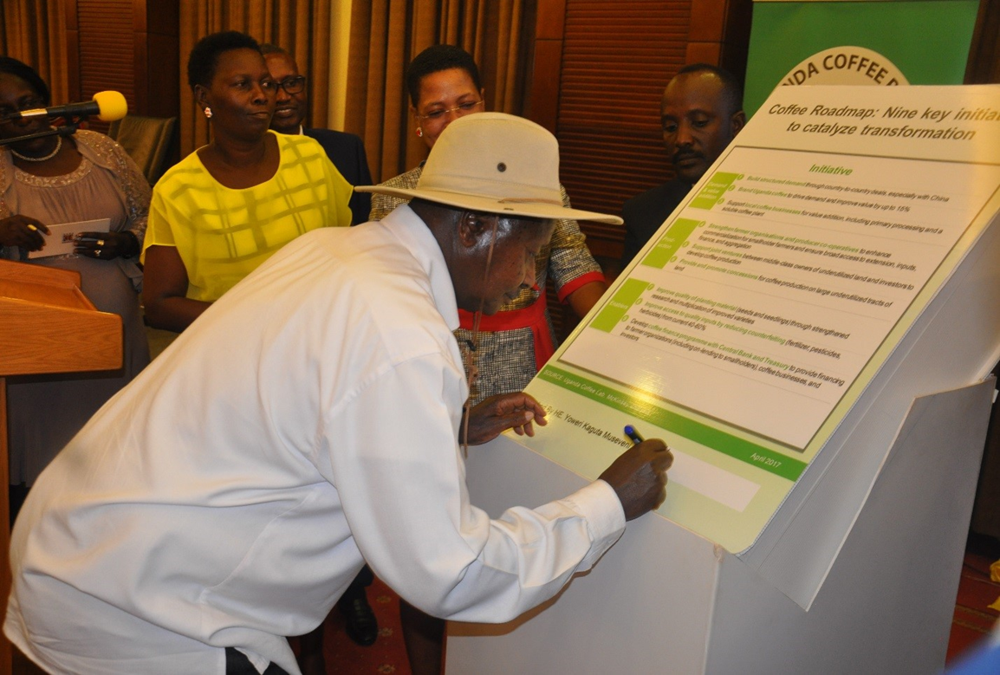 NDA COFFEE
Coffee Roadmap: Nine key initia
to catalyze transformation
Initiative
Build structured demand through country-to-country deals, especially with China
Brand Uganda coffee to drive demand and improve value by up to 15%
Support local coffee businesses for value addition, including primary processing and a
soluble coffee plant
Strengthen farmer organisations and producer co-operatives to enhance
commercialization for smallholder farmers and ensure broad access to extension, inputs,
finance, and aggregation
Support joint ventures between middle-class owners of underutilized land and investors to
develop coffee production
Provide and promote concessions for coffee production on large underutilized tracts of
land
Enablers
Improve quality of planting material (seeds and seedlings) through strengthened
research and multiplication of improved varieties
Improve access to quality inputs by reducing counterfeiting (fertilizer, pesticides,
herbicides) from current 40-60%
Develop coffee finance programme with Central Bank and Treasury to provide financing
to farmer organizations (including on-lending to smallholders), coffee businesses, and
investors
SOURCE: Uganda Coffee Lab, McKinsey
April 2017
By HE. Yoweri Kaguta Museveni